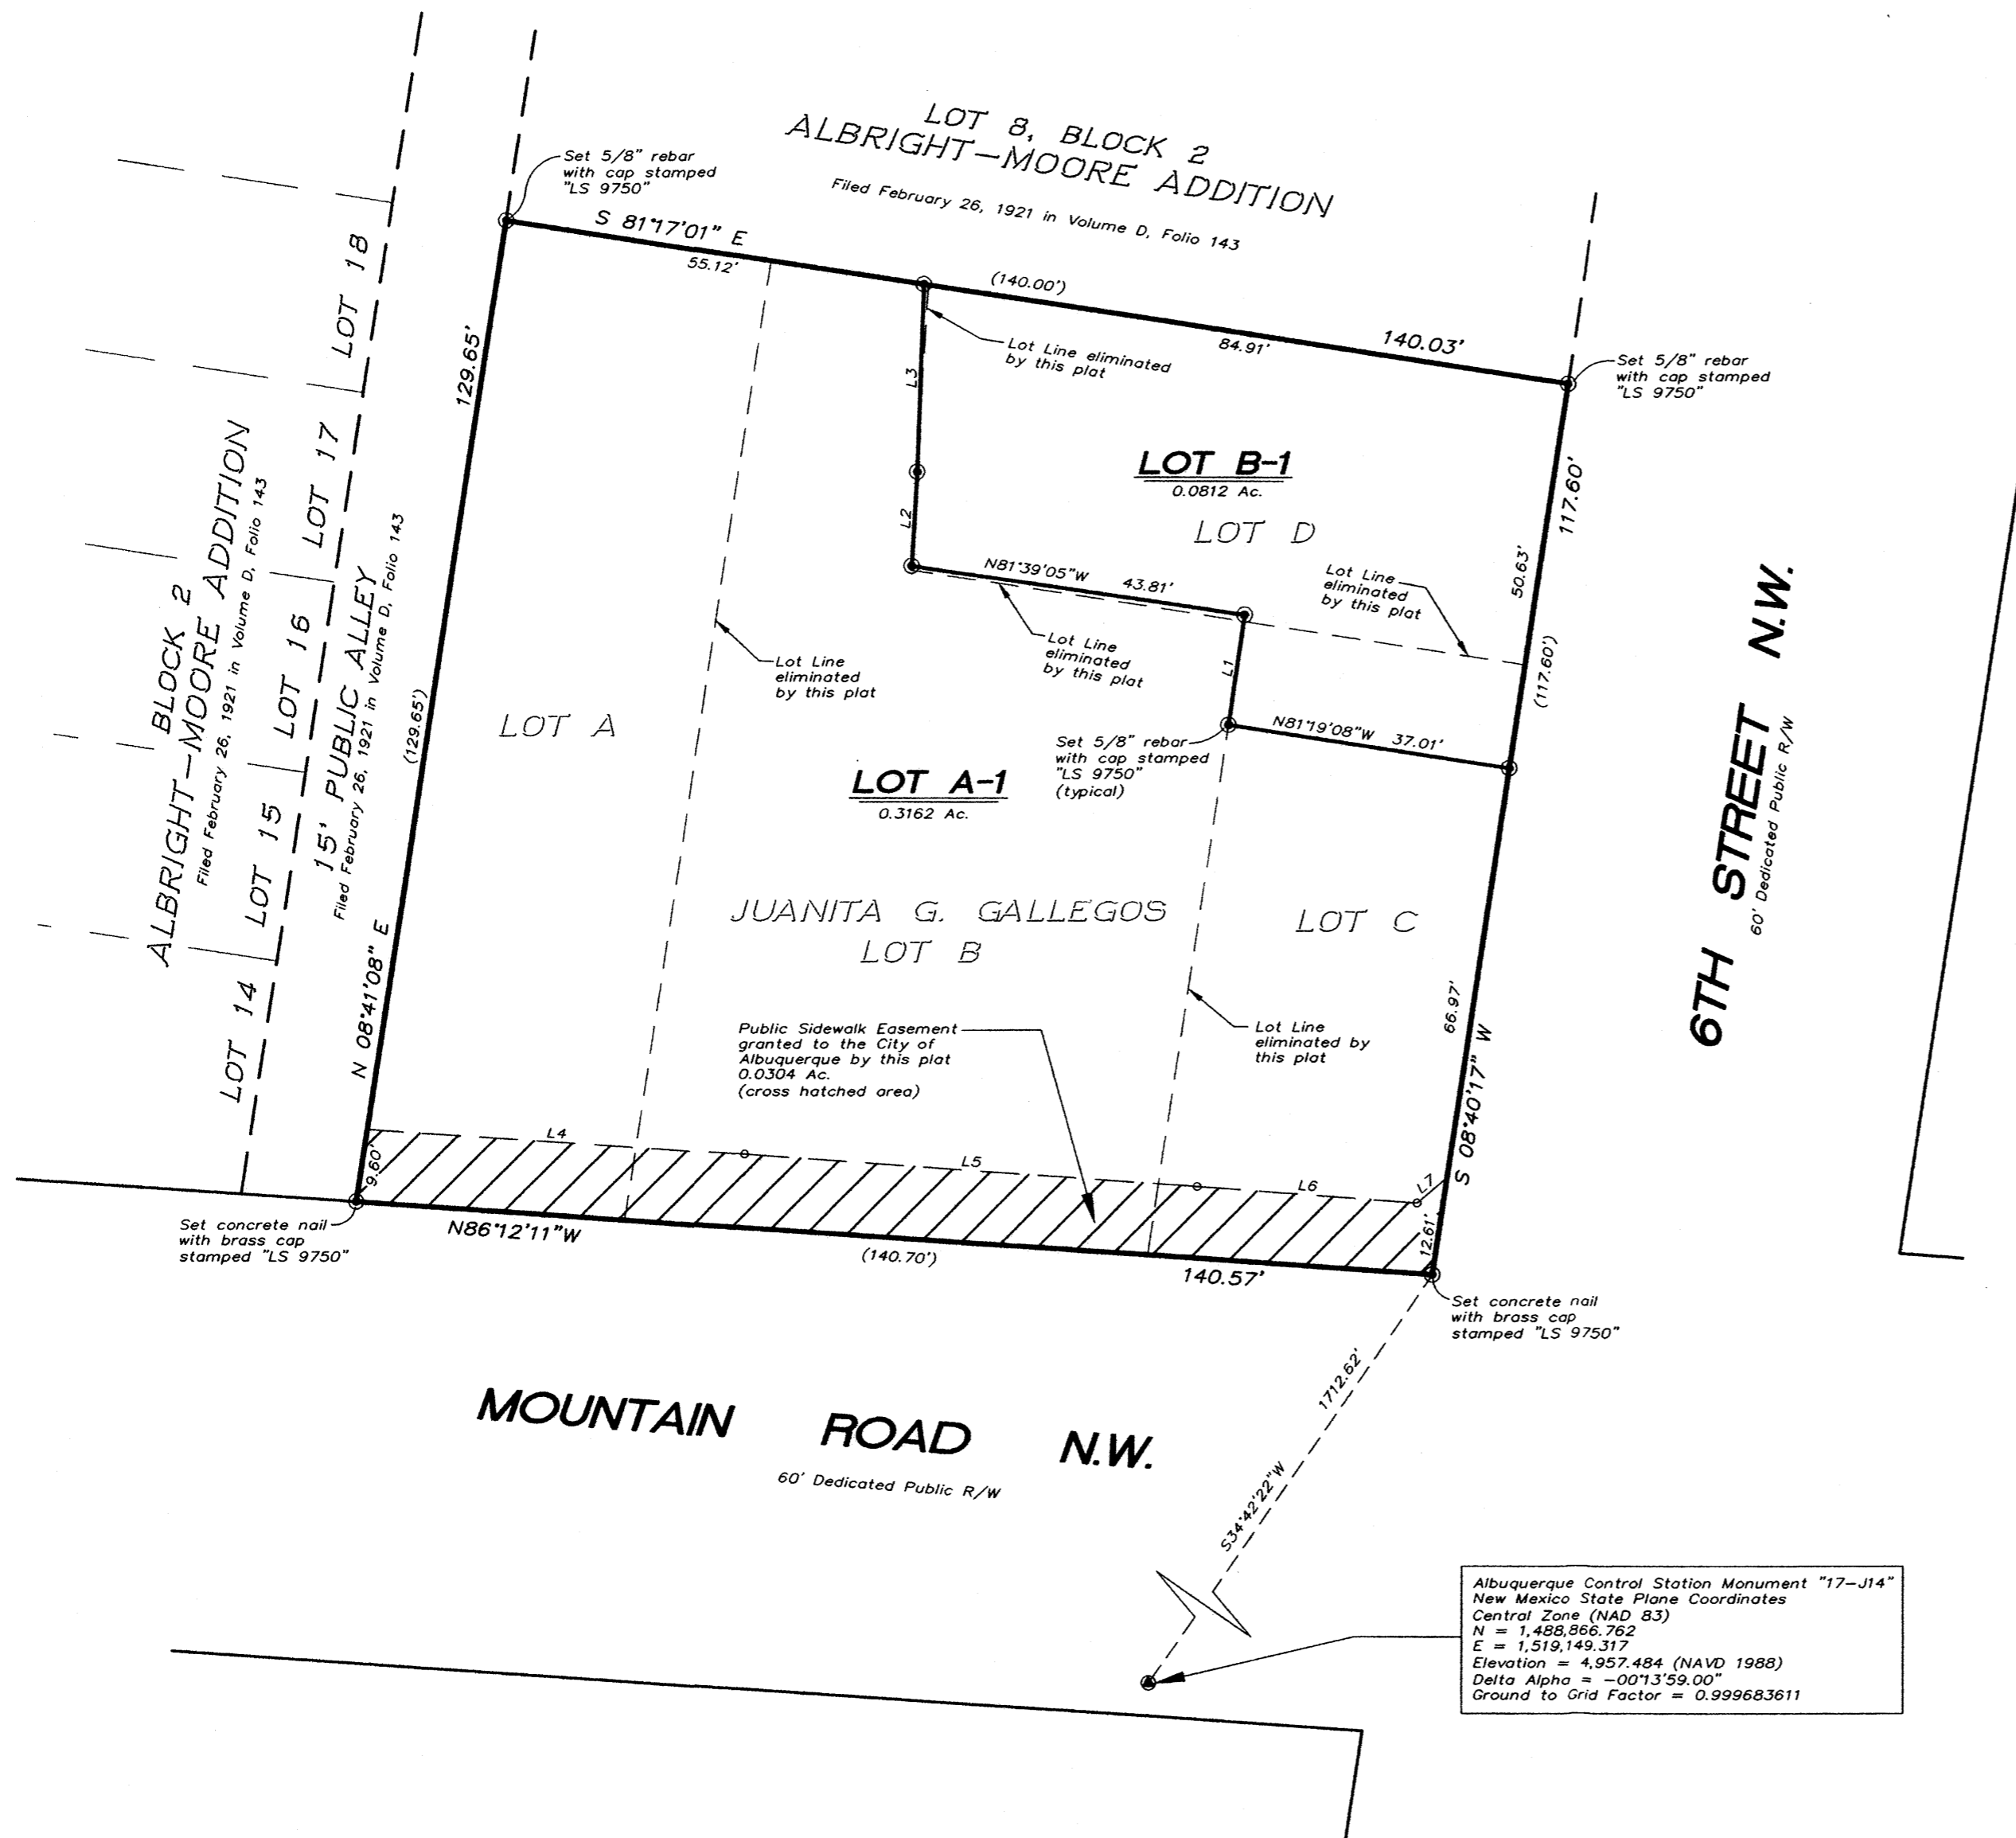 LOT 8, BLOCK 2
ALBRIGHT-MOORE ADDITION
Filed February 26, 1921 in Volume D, Folio 143
Set 5/8" rebar
with cap stamped
"LS 9750"
S 81°17'01" E
55.12'
(140.00')
84.91'
140.03'
Lot Line eliminated
by this plat
Set 5/8" rebar
with cap stamped
"LS 9750"
LOT 18
LOT 17
LOT 16
LOT 15
LOT 14
BLOCK 2
ALBRIGHT-MOORE ADDITION
Filed February 26, 1921 in Volume D, Folio 143
15' PUBLIC ALLEY
Filed February 26, 1921 in Volume D, Folio 143
129.65'
(129.65')
N 08°41'08" E
L3
L2
LOT B-1
0.0812 Ac.
LOT D
117.60'
50.63'
(117.60')
N81°39'05"W 43.81'
Lot Line
eliminated
by this plat
Lot Line
eliminated
by this plat
Lot Line
eliminated
by this plat
L1
LOT A
Set 5/8" rebar
with cap stamped
"LS 9750"
(typical)
N81°19'08"W 37.01'
LOT A-1
0.3162 Ac.
JUANITA G. GALLEGOS
LOT B
LOT C
6TH STREET N.W.
60' Dedicated Public R/W
66.97'
S 08°40'17" W
Public Sidewalk Easement
granted to the City of
Albuquerque by this plat
0.0304 Ac.
(cross hatched area)
Lot Line
eliminated by
this plat
L4
L5
L6
L7
9.60'
12.61'
Set concrete nail
with brass cap
stamped "LS 9750"
N86°12'11"W
(140.70')
140.57'
Set concrete nail
with brass cap
stamped "LS 9750"
MOUNTAIN ROAD N.W.
60' Dedicated Public R/W
1712.62'
S34°42'22"W
Albuquerque Control Station Monument "17-J14"
New Mexico State Plane Coordinates
Central Zone (NAD 83)
N = 1,488,866.762
E = 1,519,149.317
Elevation = 4,957.484 (NAVD 1988)
Delta Alpha = -00°13'59.00"
Ground to Grid Factor = 0.999683611